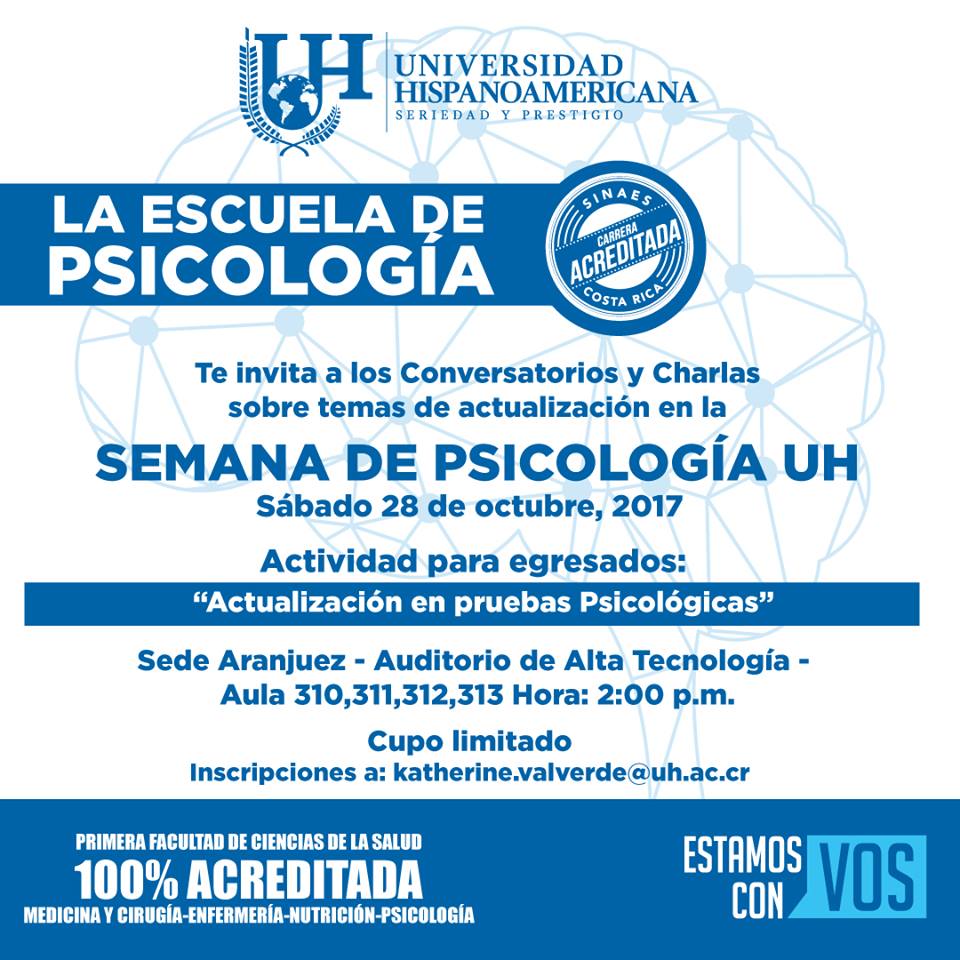 UH
UNIVERSIDAD
HISPANOAMERICANA
SERIEDAD Y PRESTIGIO
LA ESCUELA DE
PSICOLOGÍA
SINAES
CARRERA
ACREDITADA
COSTA RICA
Te invita a los Conversatorios y Charlas
sobre temas de actualización en la
SEMANA DE PSICOLOGÍA UH
Sábado 28 de octubre, 2017
Actividad para egresados:
“Actualización en pruebas Psicológicas”
Sede Aranjuez - Auditorio de Alta Tecnología -
Aula 310,311,312,313 Hora: 2:00 p.m.
Cupo limitado
Inscripciones a: katherine.valverde@uh.ac.cr
PRIMERA FACULTAD DE CIENCIAS DE LA SALUD
100% ACREDITADA
MEDICINA Y CIRUGÍA-ENFERMERÍA-NUTRICIÓN-PSICOLOGÍA
ESTAMOS
CON VOS